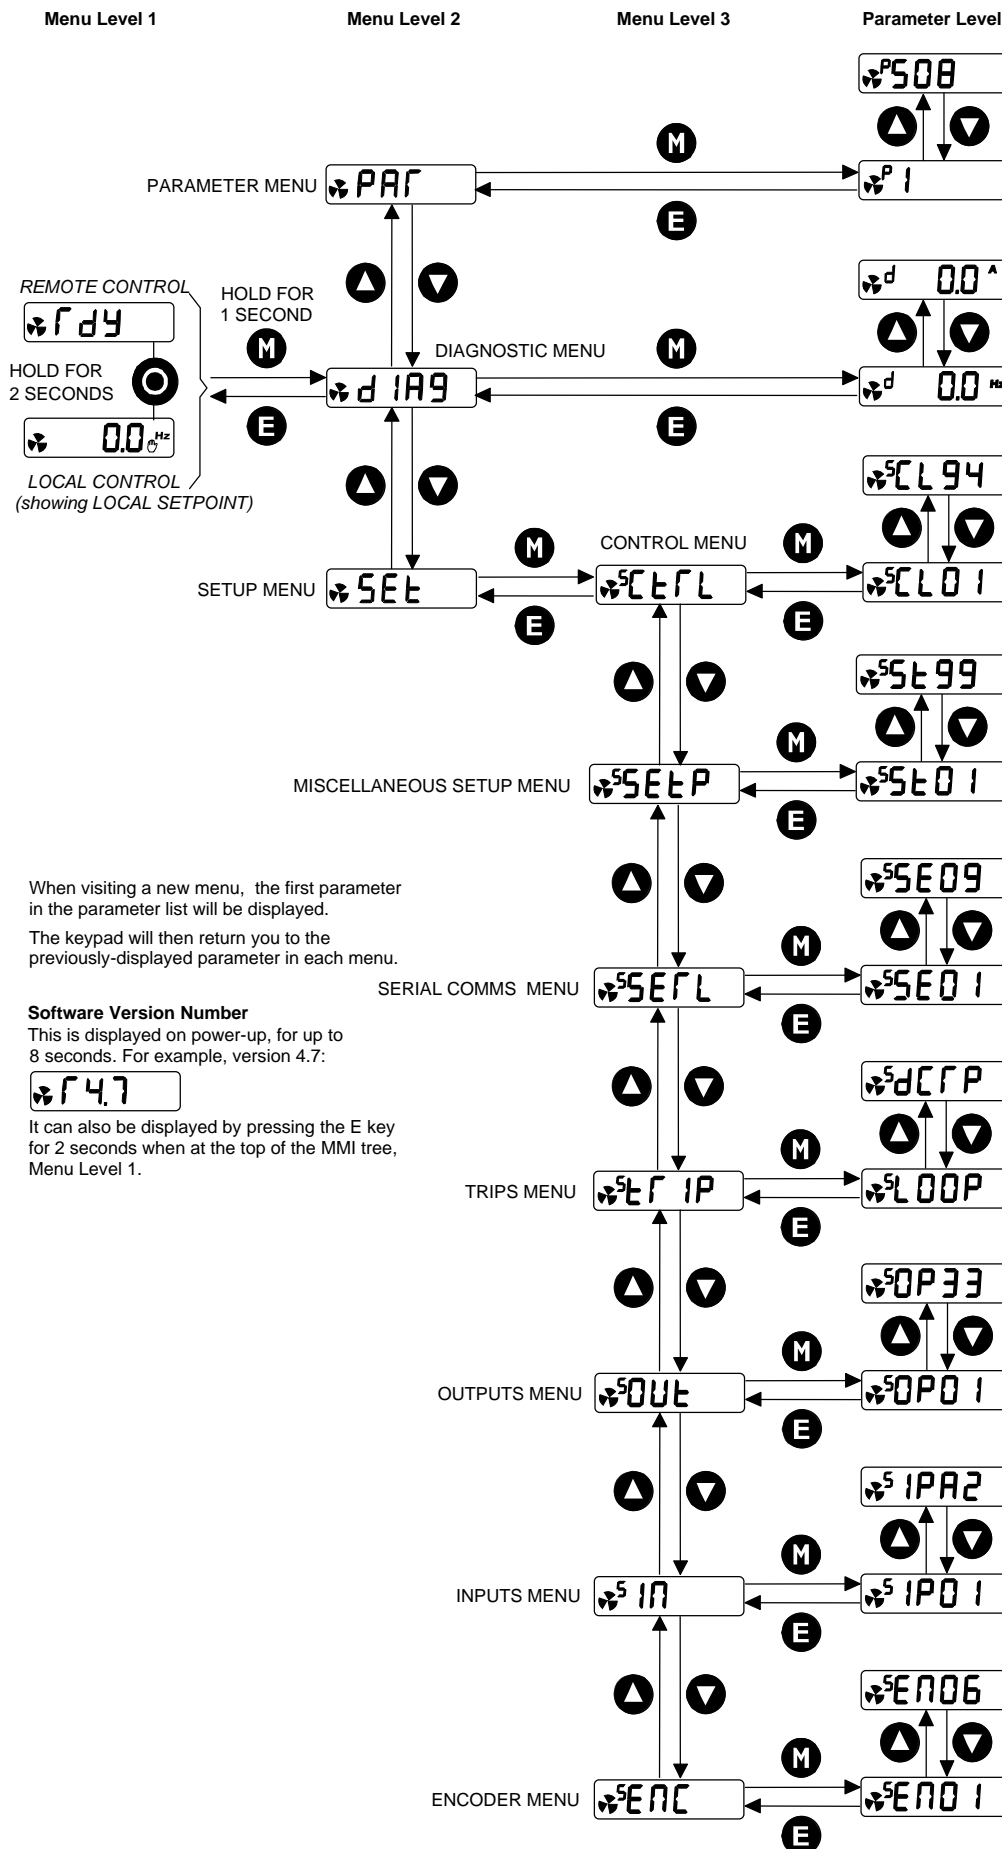 Menu Level 1 Menu Level 2 Menu Level 3 Parameter Level
P S08
M
PARAMETER MENU PAr
P 1
E
REMOTE CONTROL
rdY
HOLD FOR
1 SECOND
M
HOLD FOR
2 SECONDS
0.0 Hz
LOCAL CONTROL
(showing LOCAL SETPOINT)
E
DIAGNOSTIC MENU
dIAg
M
E
d 0.0 A
d 0.0 Hz
SETUP MENU SEt
M
E
CONTROL MENU
S CtrL
M
E
S CL94
S CL01
MISCELLANEOUS SETUP MENU S SEtP
M
E
S St99
S St01
When visiting a new menu, the first parameter
in the parameter list will be displayed.
The keypad will then return you to the
previously-displayed parameter in each menu.
SERIAL COMMS MENU S SErL
M
E
S SE09
S SE01
Software Version Number
This is displayed on power-up, for up to
8 seconds. For example, version 4.7:
r4.7
It can also be displayed by pressing the E key
for 2 seconds when at the top of the MMI tree,
Menu Level 1.
TRIPS MENU S trIP
M
E
S dCrP
S LOOP
OUTPUTS MENU S OUt
M
E
S OP33
S OP01
INPUTS MENU S In
M
E
S IPA2
S IP01
ENCODER MENU S EnC
M
E
S En06
S En01